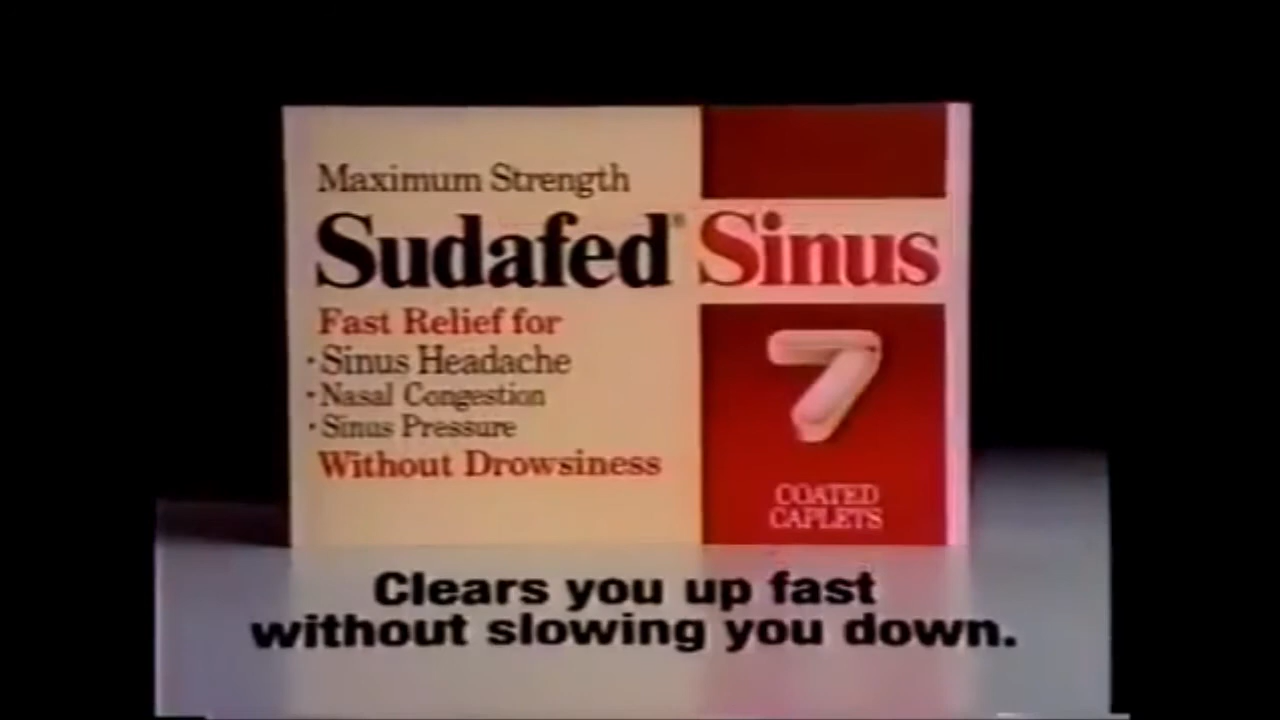 Maximum Strength
Sudafed® Sinus
Fast Relief for
· Sinus Headache
· Nasal Congestion
· Sinus Pressure
Without Drowsiness
COATED
CAPLETS
Clears you up fast
without slowing you down.